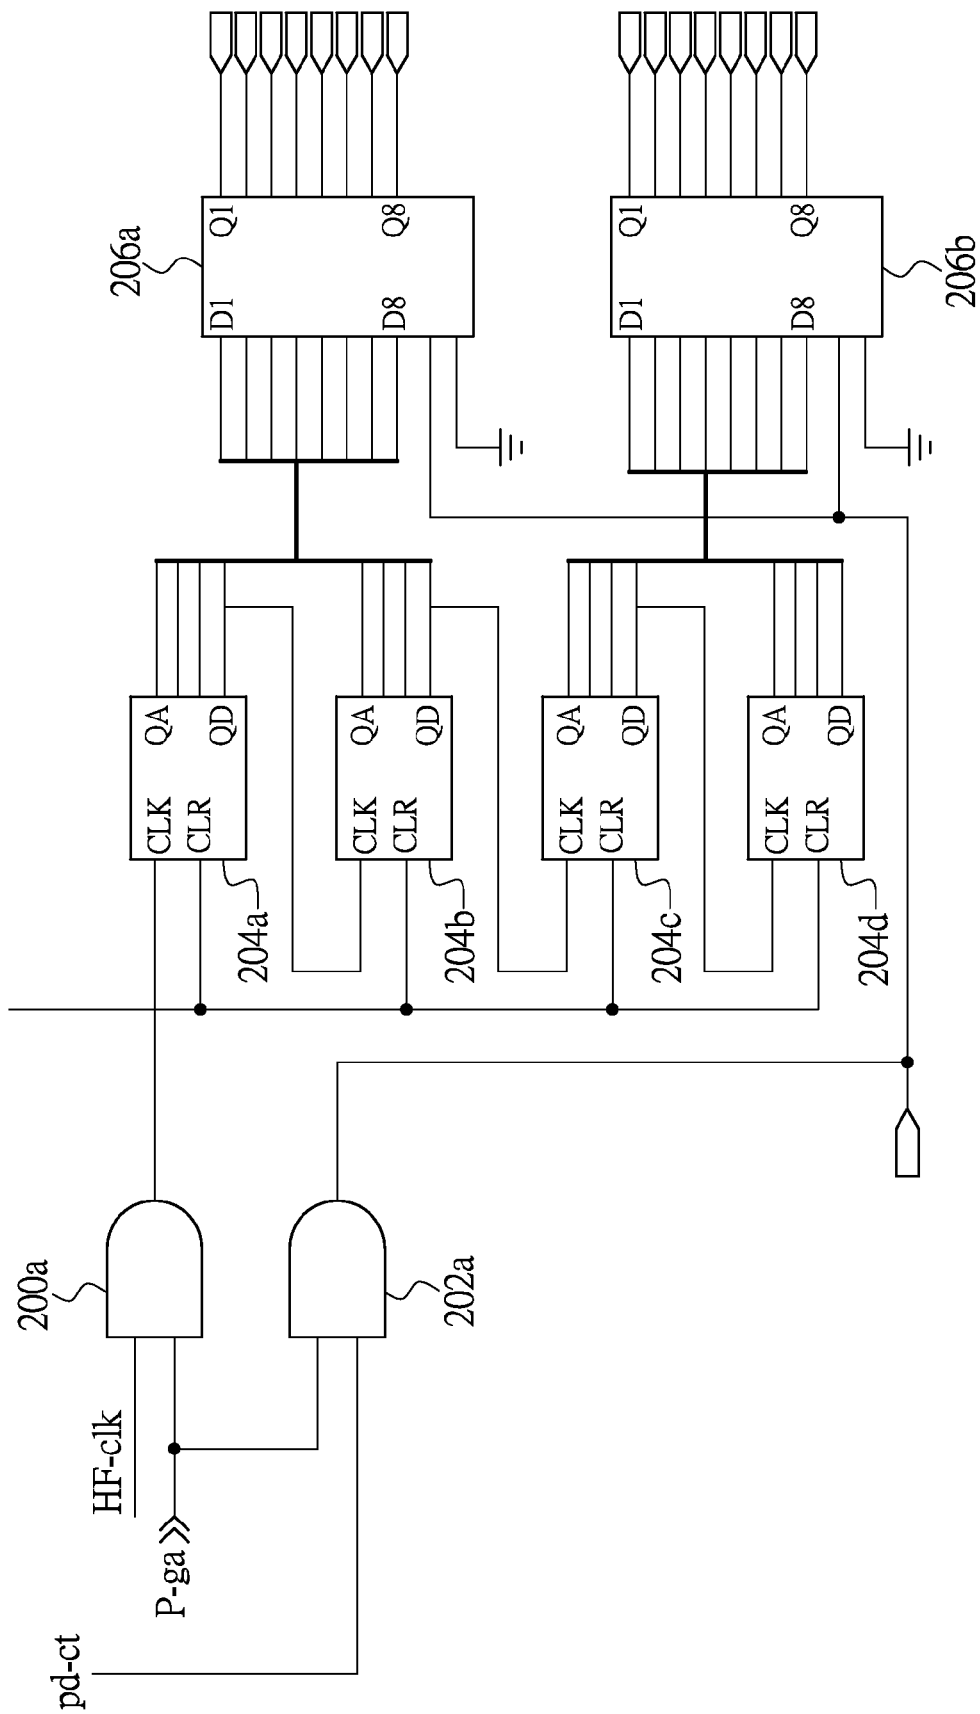 pd-ct
P-ga
HF-clk
200a
202a
CLK
QA
CLR
QD
204a
CLK
QA
CLR
QD
204b
CLK
QA
CLR
QD
204c
CLK
QA
CLR
QD
204d
206a
D1
Q1
D8
Q8
D1
Q1
D8
Q8
206b